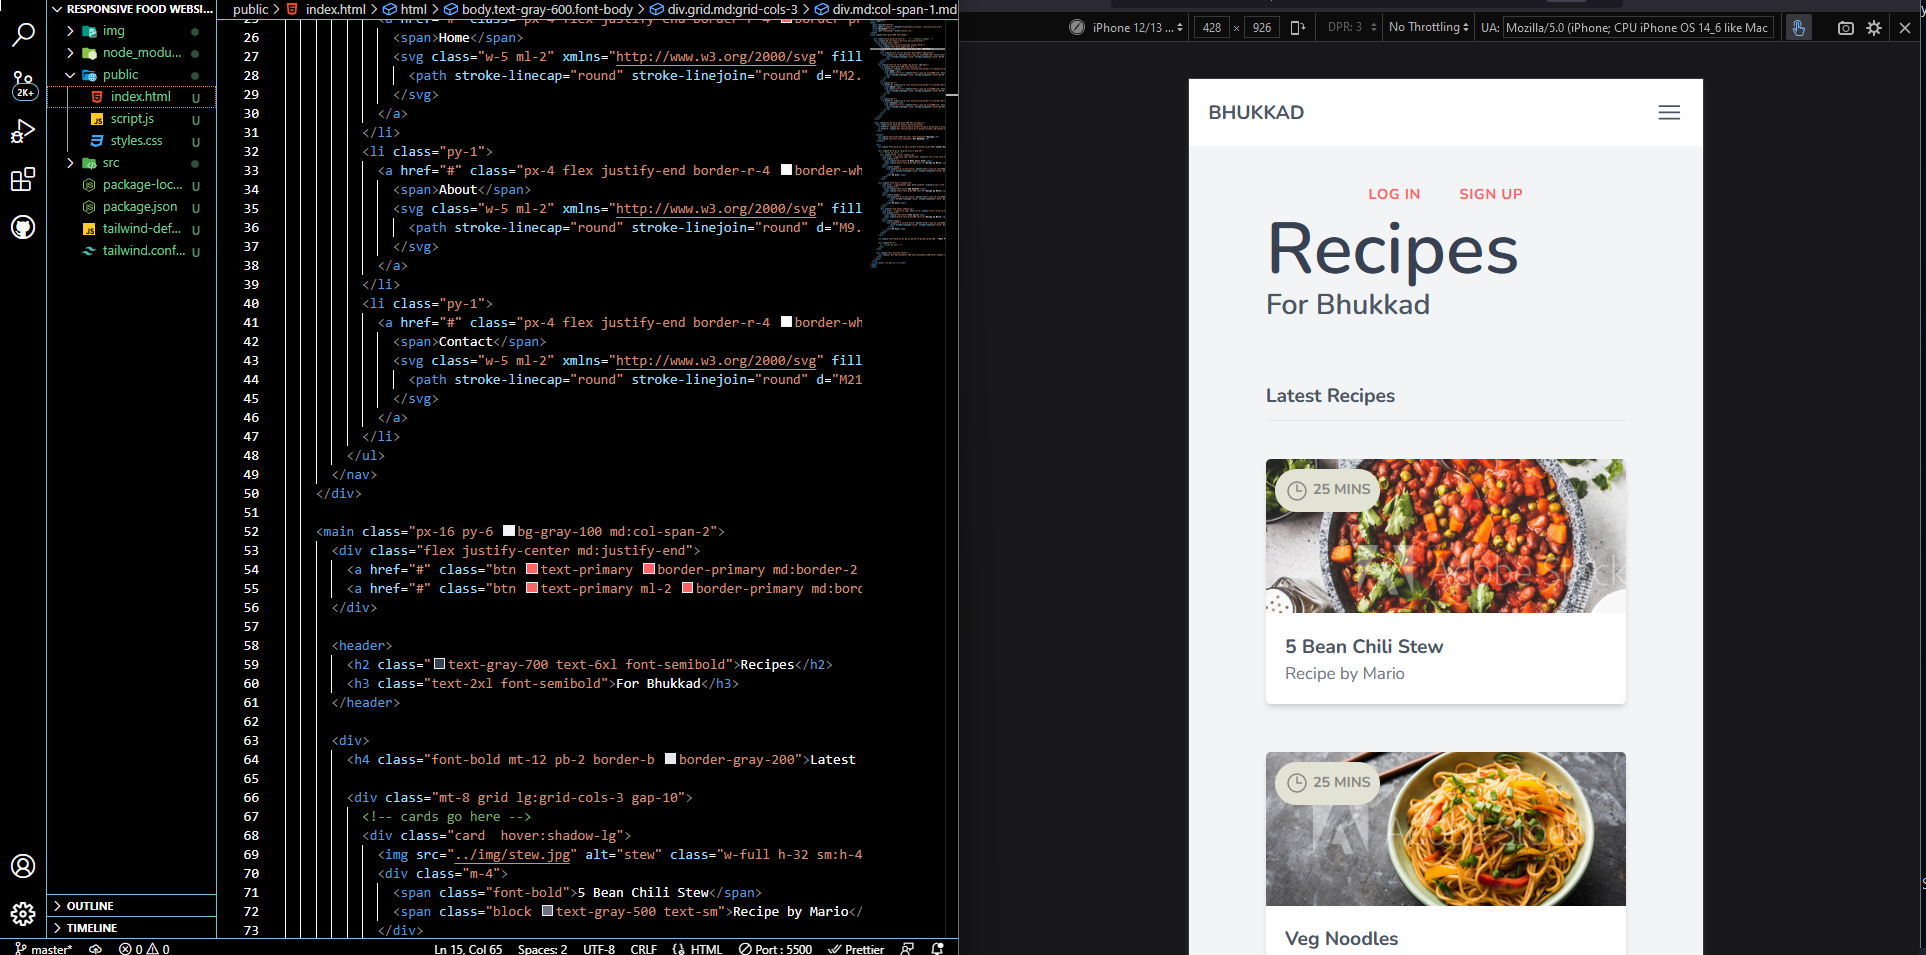 RESPONSIVE FOOD WEBSI...
img
node_modu...
public
index.html U
script.js U
styles.css U
src
package-loc... U
package.json U
tailwind-def... U
tailwind.conf... U
2K+
OUTLINE
TIMELINE
public > index.html > html > body.text-gray-600.font-body > div.grid.md:grid-cols-3 > div.md:col-span-1.md
26 <span>Home</span>
27 <svg class="w-5 ml-2" xmlns="http://www.w3.org/2000/svg" fill
28 <path stroke-linecap="round" stroke-linejoin="round" d="M2.
29 </svg>
30 </a>
31 </li>
32 <li class="py-1">
33 <a href="#" class="px-4 flex justify-end border-r-4 border-wh
34 <span>About</span>
35 <svg class="w-5 ml-2" xmlns="http://www.w3.org/2000/svg" fill
36 <path stroke-linecap="round" stroke-linejoin="round" d="M9.
37 </svg>
38 </a>
39 </li>
40 <li class="py-1">
41 <a href="#" class="px-4 flex justify-end border-r-4 border-wh
42 <span>Contact</span>
43 <svg class="w-5 ml-2" xmlns="http://www.w3.org/2000/svg" fill
44 <path stroke-linecap="round" stroke-linejoin="round" d="M21
45 </svg>
46 </a>
47 </li>
48 </ul>
49 </nav>
50 </div>
51
52 <main class="px-16 py-6 bg-gray-100 md:col-span-2">
53 <div class="flex justify-center md:justify-end">
54 <a href="#" class="btn text-primary border-primary md:border-2
55 <a href="#" class="btn text-primary ml-2 border-primary md:bord
56 </div>
57
58 <header>
59 <h2 class="text-gray-700 text-6xl font-semibold">Recipes</h2>
60 <h3 class="text-2xl font-semibold">For Bhukkad</h3>
61 </header>
62
63 <div>
64 <h4 class="font-bold mt-12 pb-2 border-b border-gray-200">Latest
65
66 <div class="mt-8 grid lg:grid-cols-3 gap-10">
67 <!-- cards go here -->
68 <div class="card  hover:shadow-lg">
69 <img src="../img/stew.jpg" alt="stew" class="w-full h-32 sm:h-4
70 <div class="m-4">
71 <span class="font-bold">5 Bean Chili Stew</span>
72 <span class="block text-gray-500 text-sm">Recipe by Mario</
73 </div>
master* 0 0 Ln 15, Col 65 Spaces: 2 UTF-8 CRLF HTML Port : 5500 Prettier
iPhone 12/13 ... 428 × 926 DPR: 3 No Throttling UA: Mozilla/5.0 (iPhone; CPU iPhone OS 14_6 like Mac
BHUKKAD
LOG IN SIGN UP
Recipes
For Bhukkad
Latest Recipes
25 MINS
Adobe Stock
5 Bean Chili Stew
Recipe by Mario
25 MINS
Adobe Stock
Veg Noodles